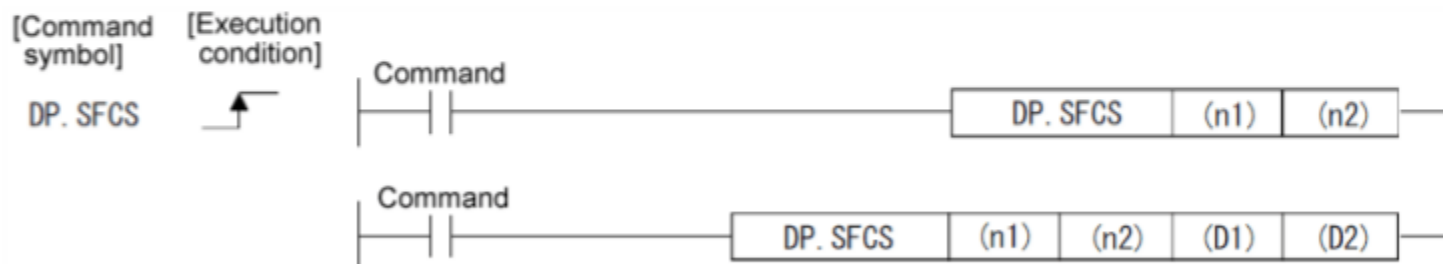 [Command symbol]
[Execution condition]
Command
DP. SFCS
DP. SFCS (n1) (n2)
Command
DP. SFCS (n1) (n2) (D1) (D2)